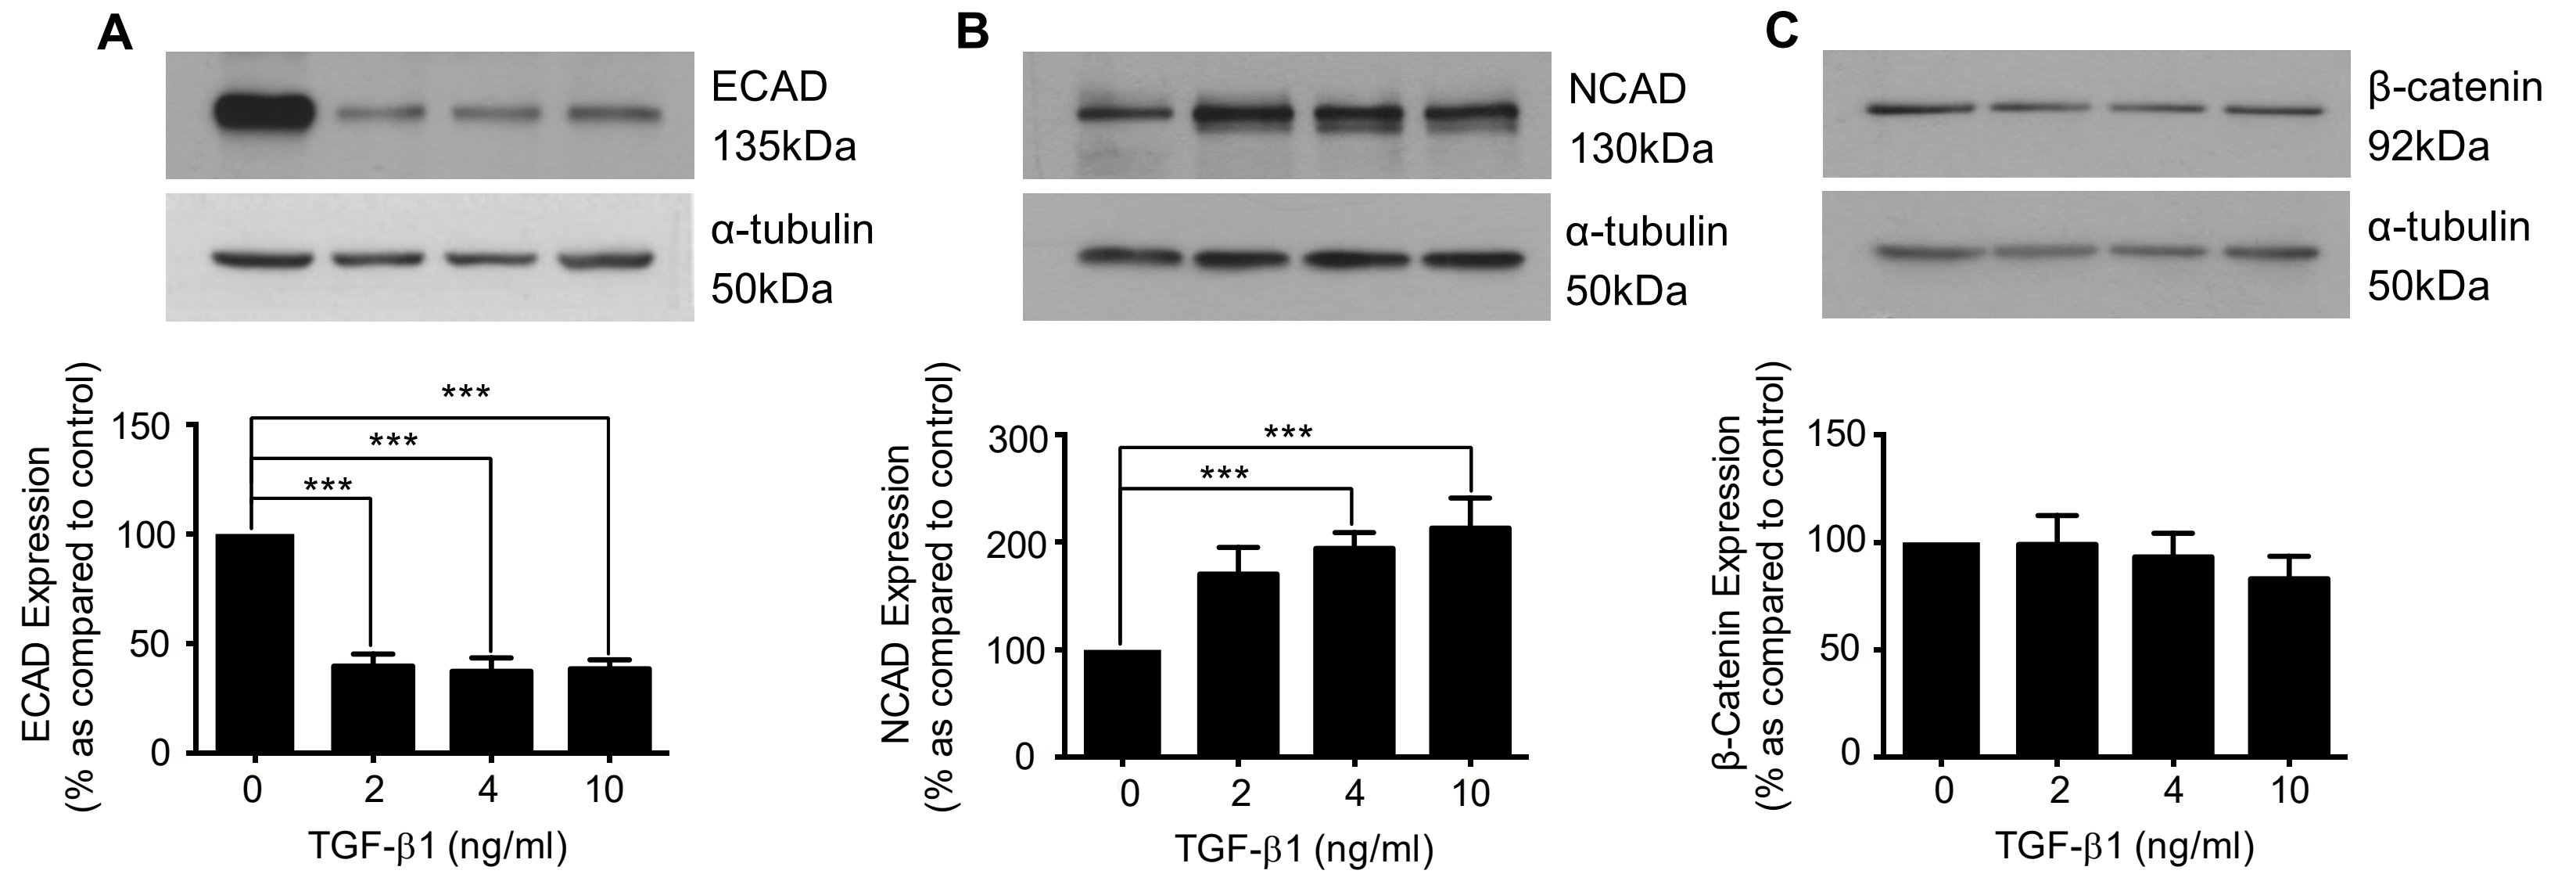 A
ECAD
135kDa
α-tubulin
50kDa
ECAD Expression
(% as compared to control)
150
100
50
0
***
***
***
0 2 4 10
TGF-β1 (ng/ml)
B
NCAD
130kDa
α-tubulin
50kDa
NCAD Expression
(% as compared to control)
300
200
100
0
***
***
0 2 4 10
TGF-β1 (ng/ml)
C
β-catenin
92kDa
α-tubulin
50kDa
β-Catenin Expression
(% as compared to control)
150
100
50
0
0 2 4 10
TGF-β1 (ng/ml)